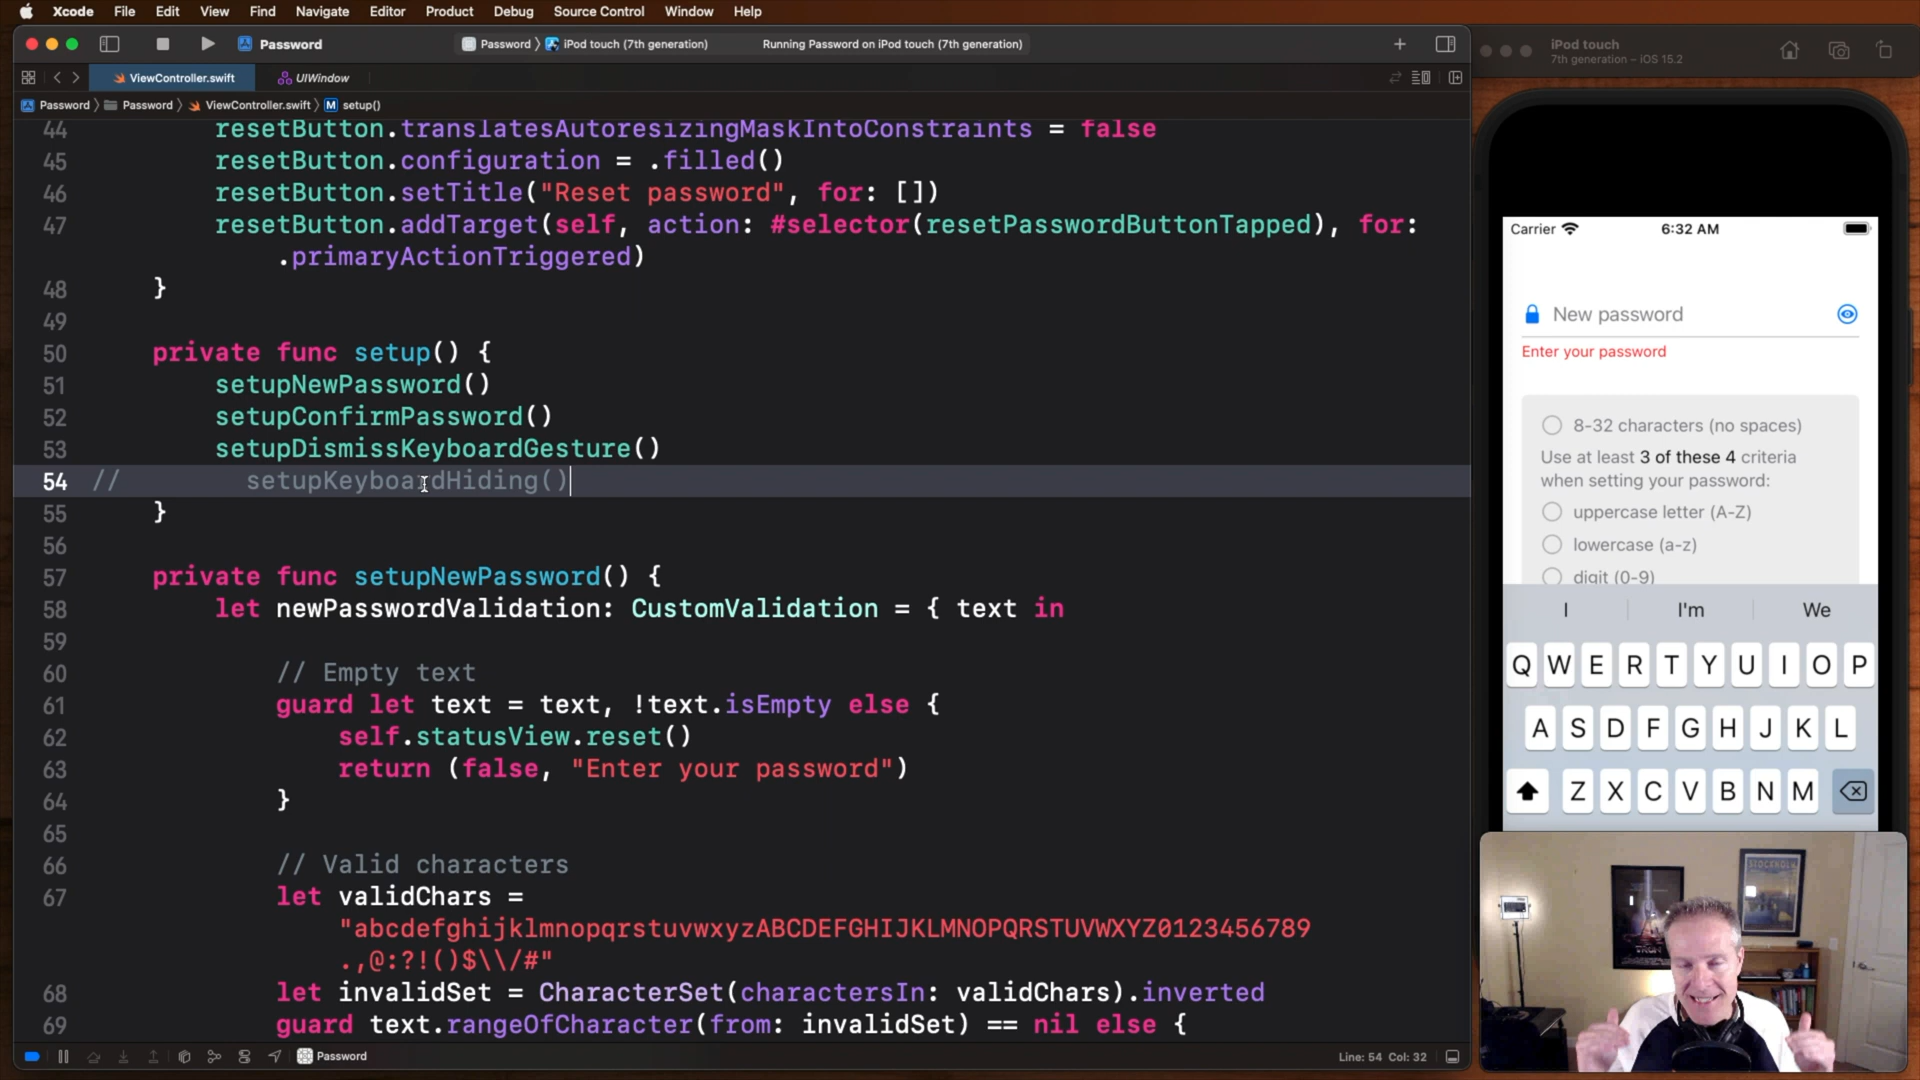 Xcode File Edit View Find Navigate Editor Product Debug Source Control Window Help
Password
Password 〉 iPod touch (7th generation)
Running Password on iPod touch (7th generation)
ViewController.swift
UIWindow
Password 〉 Password 〉 ViewController.swift 〉 M setup()
44 resetButton.translatesAutoresizingMaskIntoConstraints = false
45 resetButton.configuration = .filled()
46 resetButton.setTitle("Reset password", for: [])
47 resetButton.addTarget(self, action: #selector(resetPasswordButtonTapped), for:
.primaryActionTriggered)
48 }
49
50 private func setup() {
51 setupNewPassword()
52 setupConfirmPassword()
53 setupDismissKeyboardGesture()
54 // setupKeyboardHiding()
55 }
56
57 private func setupNewPassword() {
58 let newPasswordValidation: CustomValidation = { text in
59
60 // Empty text
61 guard let text = text, !text.isEmpty else {
62 self.statusView.reset()
63 return (false, "Enter your password")
64 }
65
66 // Valid characters
67 let validChars =
"abcdefghijklmnopqrstuvwxyzABCDEFGHIJKLMNOPQRSTUVWXYZ0123456789
.,@:?!()$\\/#"
68 let invalidSet = CharacterSet(charactersIn: validChars).inverted
69 guard text.rangeOfCharacter(from: invalidSet) == nil else {
Password
Line: 54 Col: 32
iPod touch
7th generation – iOS 15.2
Carrier 6:32 AM
New password
Enter your password
8-32 characters (no spaces)
Use at least 3 of these 4 criteria
when setting your password:
uppercase letter (A-Z)
lowercase (a-z)
digit (0-9)
I I'm We
Q W E R T Y U I O P
A S D F G H J K L
Z X C V B N M
STOCKHOLM